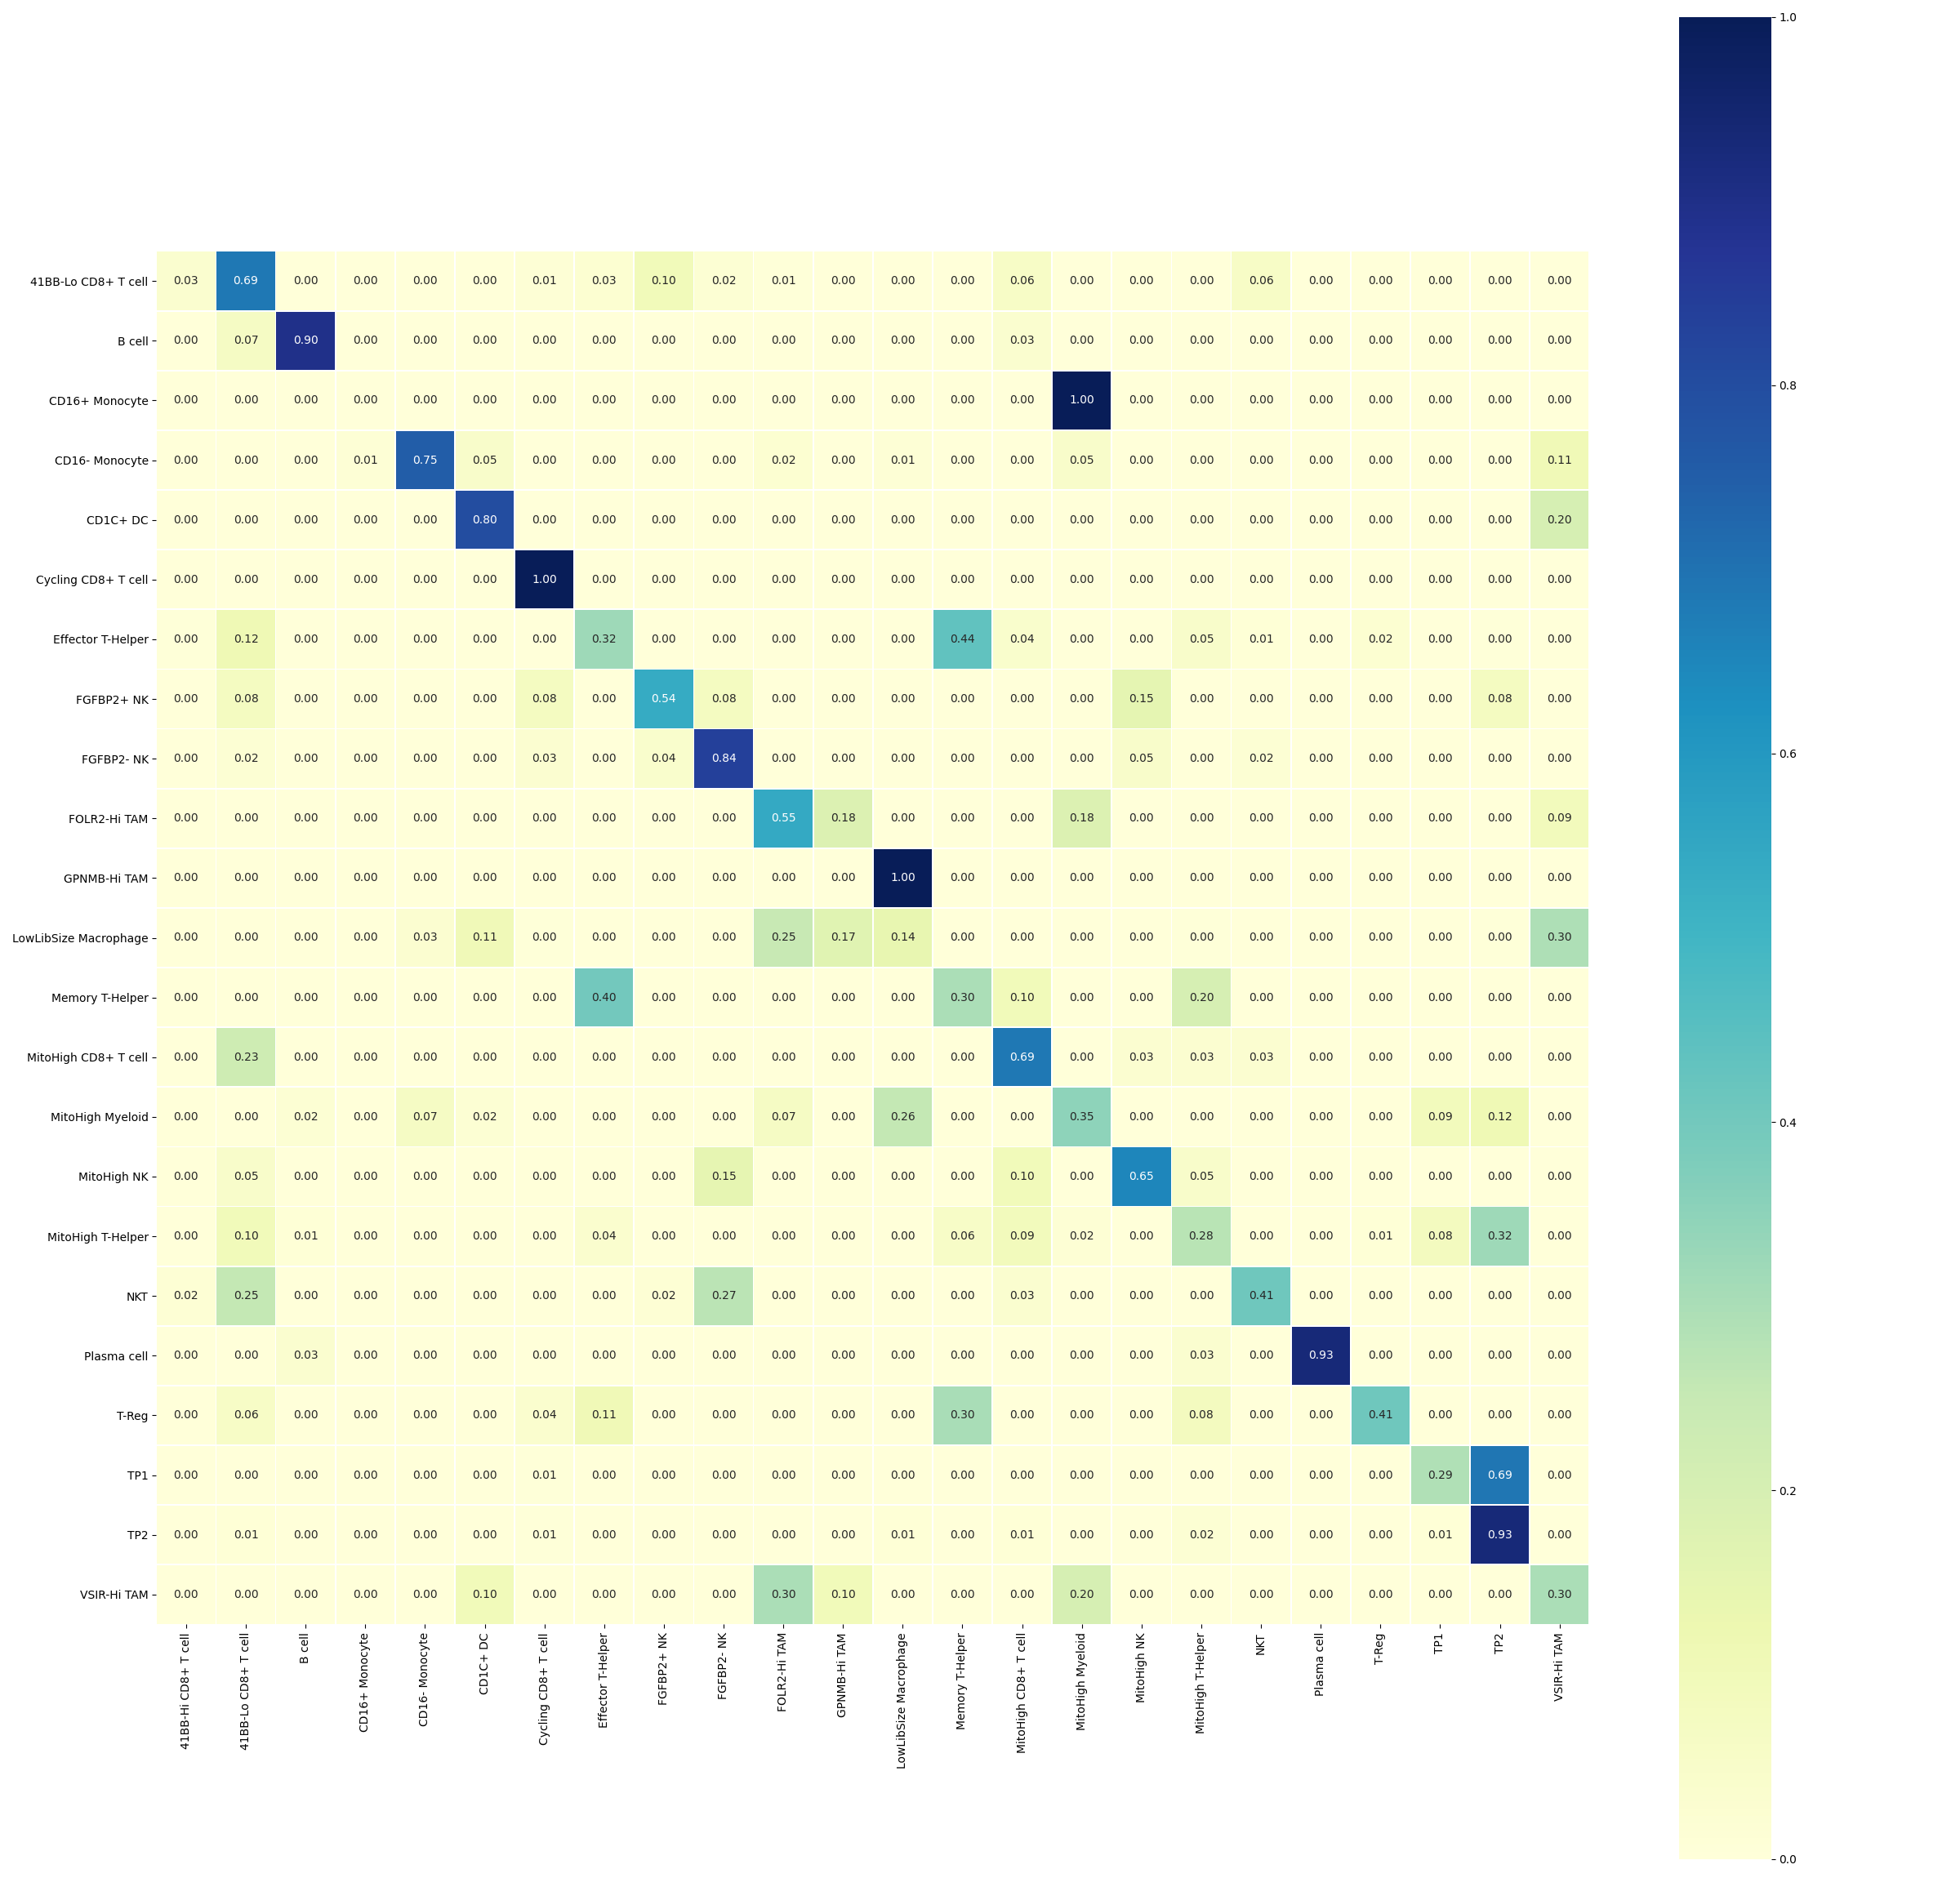 1.0
41BB-Lo CD8+ T cell 0.03 0.69 0.00 0.00 0.00 0.00 0.01 0.03 0.10 0.02 0.01 0.00 0.00 0.00 0.06 0.00 0.00 0.00 0.06 0.00 0.00 0.00 0.00 0.00
B cell 0.00 0.07 0.90 0.00 0.00 0.00 0.00 0.00 0.00 0.00 0.00 0.00 0.00 0.00 0.03 0.00 0.00 0.00 0.00 0.00 0.00 0.00 0.00 0.00
0.8
CD16+ Monocyte 0.00 0.00 0.00 0.00 0.00 0.00 0.00 0.00 0.00 0.00 0.00 0.00 0.00 0.00 0.00 1.00 0.00 0.00 0.00 0.00 0.00 0.00 0.00 0.00
CD16- Monocyte 0.00 0.00 0.00 0.01 0.75 0.05 0.00 0.00 0.00 0.00 0.02 0.00 0.01 0.00 0.00 0.05 0.00 0.00 0.00 0.00 0.00 0.00 0.00 0.11
CD1C+ DC 0.00 0.00 0.00 0.00 0.00 0.80 0.00 0.00 0.00 0.00 0.00 0.00 0.00 0.00 0.00 0.00 0.00 0.00 0.00 0.00 0.00 0.00 0.00 0.20
Cycling CD8+ T cell 0.00 0.00 0.00 0.00 0.00 0.00 1.00 0.00 0.00 0.00 0.00 0.00 0.00 0.00 0.00 0.00 0.00 0.00 0.00 0.00 0.00 0.00 0.00 0.00
Effector T-Helper 0.00 0.12 0.00 0.00 0.00 0.00 0.00 0.32 0.00 0.00 0.00 0.00 0.00 0.44 0.04 0.00 0.00 0.05 0.01 0.00 0.02 0.00 0.00 0.00
FGFBP2+ NK 0.00 0.08 0.00 0.00 0.00 0.00 0.08 0.00 0.54 0.08 0.00 0.00 0.00 0.00 0.00 0.00 0.15 0.00 0.00 0.00 0.00 0.00 0.08 0.00
0.6
FGFBP2- NK 0.00 0.02 0.00 0.00 0.00 0.00 0.03 0.00 0.04 0.84 0.00 0.00 0.00 0.00 0.00 0.00 0.05 0.00 0.02 0.00 0.00 0.00 0.00 0.00
FOLR2-Hi TAM 0.00 0.00 0.00 0.00 0.00 0.00 0.00 0.00 0.00 0.00 0.55 0.18 0.00 0.00 0.00 0.18 0.00 0.00 0.00 0.00 0.00 0.00 0.00 0.09
GPNMB-Hi TAM 0.00 0.00 0.00 0.00 0.00 0.00 0.00 0.00 0.00 0.00 0.00 0.00 1.00 0.00 0.00 0.00 0.00 0.00 0.00 0.00 0.00 0.00 0.00 0.00
LowLibSize Macrophage 0.00 0.00 0.00 0.00 0.03 0.11 0.00 0.00 0.00 0.00 0.25 0.17 0.14 0.00 0.00 0.00 0.00 0.00 0.00 0.00 0.00 0.00 0.00 0.30
Memory T-Helper 0.00 0.00 0.00 0.00 0.00 0.00 0.00 0.40 0.00 0.00 0.00 0.00 0.00 0.30 0.10 0.00 0.00 0.20 0.00 0.00 0.00 0.00 0.00 0.00
MitoHigh CD8+ T cell 0.00 0.23 0.00 0.00 0.00 0.00 0.00 0.00 0.00 0.00 0.00 0.00 0.00 0.00 0.69 0.00 0.03 0.03 0.03 0.00 0.00 0.00 0.00 0.00
MitoHigh Myeloid 0.00 0.00 0.02 0.00 0.07 0.02 0.00 0.00 0.00 0.00 0.07 0.00 0.26 0.00 0.00 0.35 0.00 0.00 0.00 0.00 0.00 0.09 0.12 0.00
0.4
MitoHigh NK 0.00 0.05 0.00 0.00 0.00 0.00 0.00 0.00 0.00 0.15 0.00 0.00 0.00 0.00 0.10 0.00 0.65 0.05 0.00 0.00 0.00 0.00 0.00 0.00
MitoHigh T-Helper 0.00 0.10 0.01 0.00 0.00 0.00 0.00 0.04 0.00 0.00 0.00 0.00 0.00 0.06 0.09 0.02 0.00 0.28 0.00 0.00 0.01 0.08 0.32 0.00
NKT 0.02 0.25 0.00 0.00 0.00 0.00 0.00 0.00 0.02 0.27 0.00 0.00 0.00 0.00 0.03 0.00 0.00 0.00 0.41 0.00 0.00 0.00 0.00 0.00
Plasma cell 0.00 0.00 0.03 0.00 0.00 0.00 0.00 0.00 0.00 0.00 0.00 0.00 0.00 0.00 0.00 0.00 0.00 0.03 0.00 0.93 0.00 0.00 0.00 0.00
T-Reg 0.00 0.06 0.00 0.00 0.00 0.00 0.04 0.11 0.00 0.00 0.00 0.00 0.00 0.30 0.00 0.00 0.00 0.08 0.00 0.00 0.41 0.00 0.00 0.00
TP1 0.00 0.00 0.00 0.00 0.00 0.00 0.01 0.00 0.00 0.00 0.00 0.00 0.00 0.00 0.00 0.00 0.00 0.00 0.00 0.00 0.00 0.29 0.69 0.00
0.2
TP2 0.00 0.01 0.00 0.00 0.00 0.00 0.01 0.00 0.00 0.00 0.00 0.00 0.01 0.00 0.01 0.00 0.00 0.02 0.00 0.00 0.00 0.01 0.93 0.00
VSIR-Hi TAM 0.00 0.00 0.00 0.00 0.00 0.10 0.00 0.00 0.00 0.00 0.30 0.10 0.00 0.00 0.00 0.20 0.00 0.00 0.00 0.00 0.00 0.00 0.00 0.30
41BB-Hi CD8+ T cell
41BB-Lo CD8+ T cell
B cell
CD16+ Monocyte
CD16- Monocyte
CD1C+ DC
Cycling CD8+ T cell
Effector T-Helper
FGFBP2+ NK
FGFBP2- NK
FOLR2-Hi TAM
GPNMB-Hi TAM
LowLibSize Macrophage
Memory T-Helper
MitoHigh CD8+ T cell
MitoHigh Myeloid
MitoHigh NK
MitoHigh T-Helper
NKT
Plasma cell
T-Reg
TP1
TP2
VSIR-Hi TAM
0.0